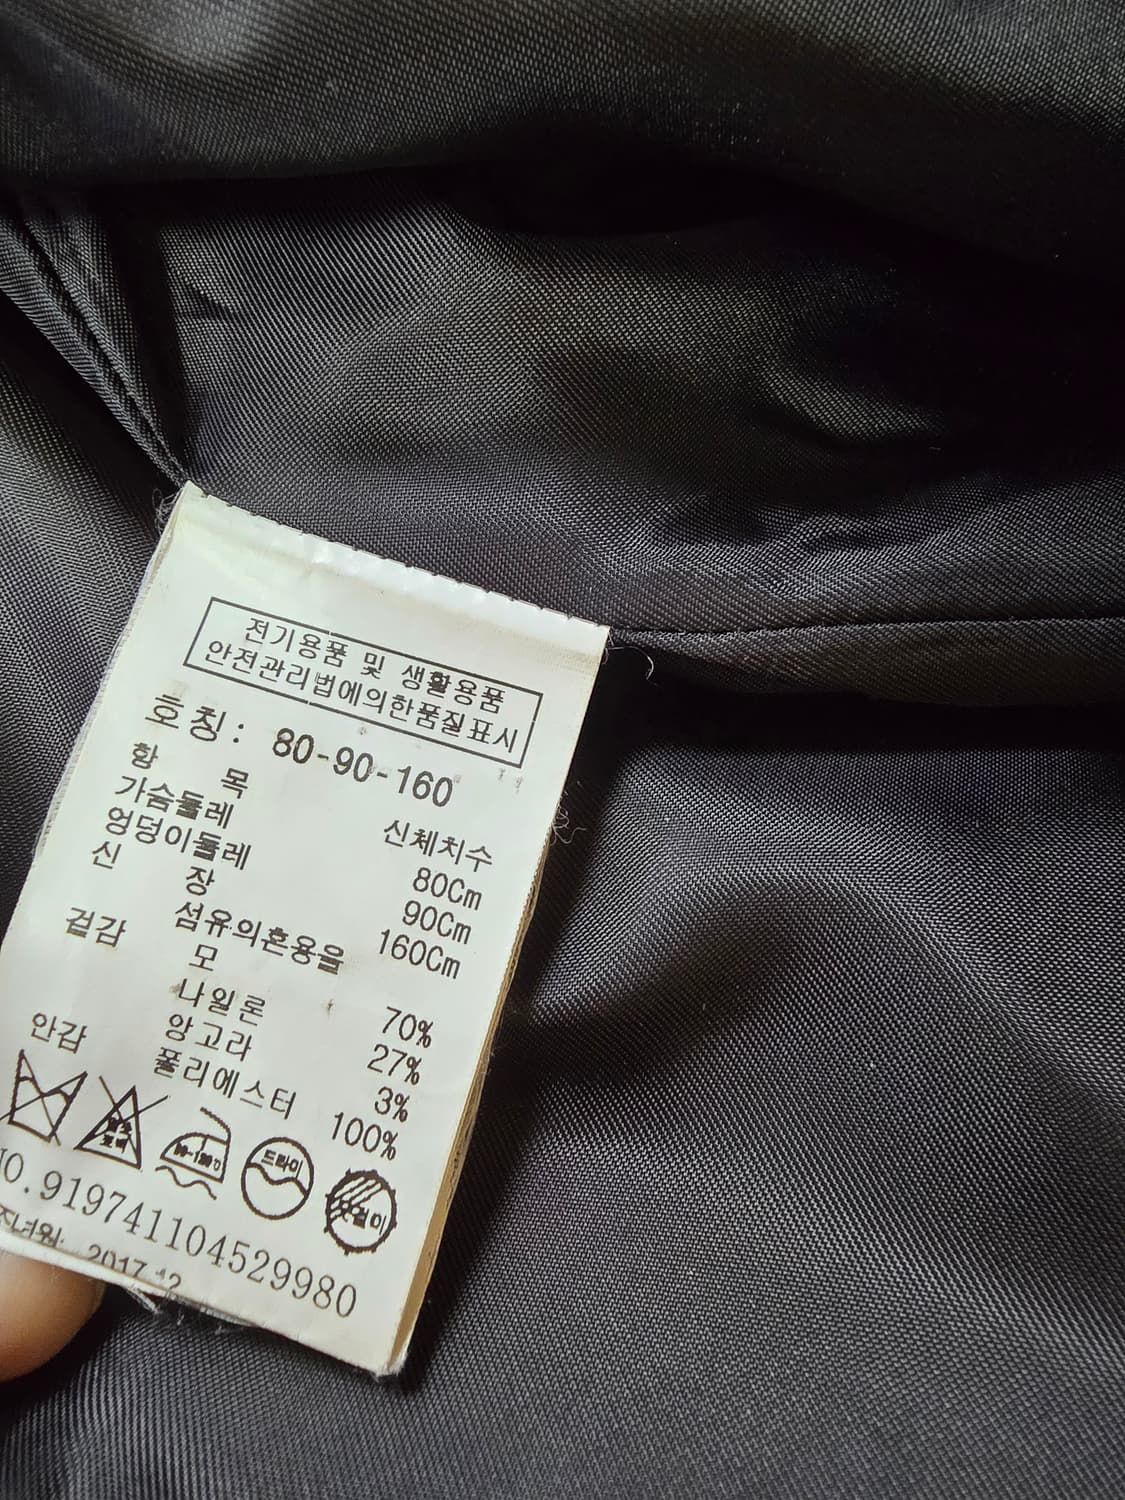 전기용품 및 생활용품
안전관리법에의한품질표시
호칭: 80-90-160
항 목 신체치수
가슴둘레 80Cm
엉덩이둘레 90Cm
신 장 160Cm
섬유의혼용율
겉감 모 70%
나일론 27%
앙고라 3%
안감 폴리에스터 100%
드라이
NO.919741104529980
2017.12